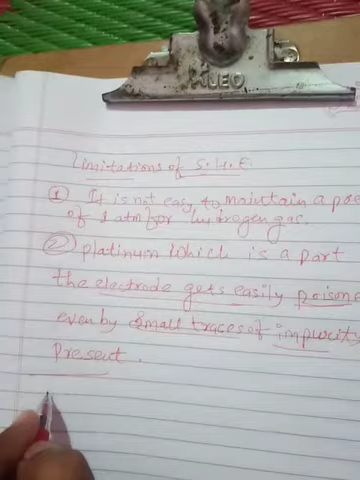 KLEO
Limitations of S.H.E.
① It is not easy to maintain a
of 1 atm for hydrogen gas.
② platinum which is a part
the electrode gets easily poisone
even by small traces of impurity
present.